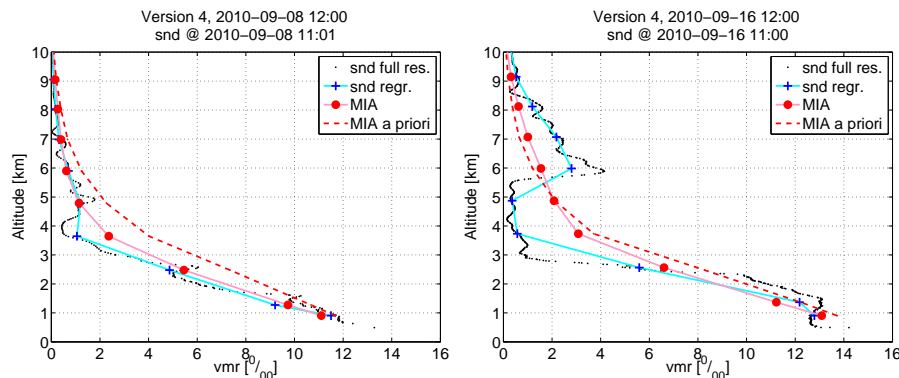 Version 4, 2010−09−08 12:00
snd @ 2010−09−08 11:01
10
9
8
7
6
5
4
3
2
1
0
Altitude [km]
snd full res.
snd regr.
MIA
MIA a priori
0 2 4 6 8 10 12 14 16
vmr [⁰/₀₀]
Version 4, 2010−09−16 12:00
snd @ 2010−09−16 11:00
10
9
8
7
6
5
4
3
2
1
0
Altitude [km]
snd full res.
snd regr.
MIA
MIA a priori
0 2 4 6 8 10 12 14 16
vmr [⁰/₀₀]